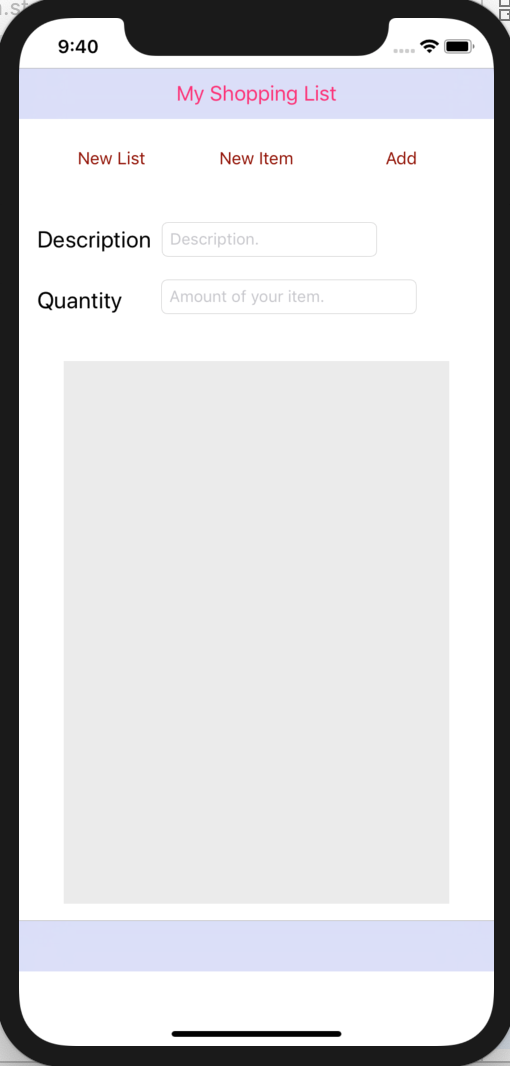 9:40
My Shopping List
New List New Item Add
Description Description.
Quantity Amount of your item.